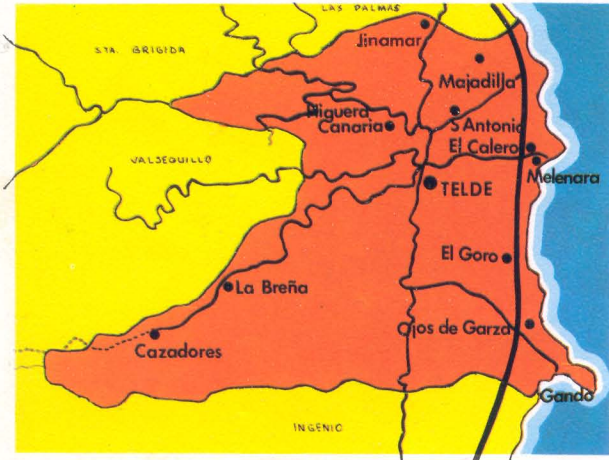 LAS PALMAS
Jinamar
STA. BRIGIDA
Majadilla
Higuera
Canaria
S Antonio
El Calero
VALSEQUILLO
Melenara
TELDE
El Goro
La Breña
Ojos de Garza
Cazadores
Gando
INGENIO